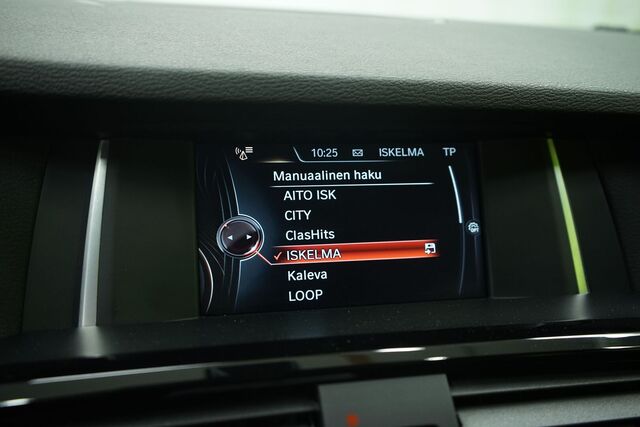 10:25 ISKELMA TP
Manuaalinen haku
AITO ISK
CITY
ClasHits
ISKELMA
Kaleva
LOOP